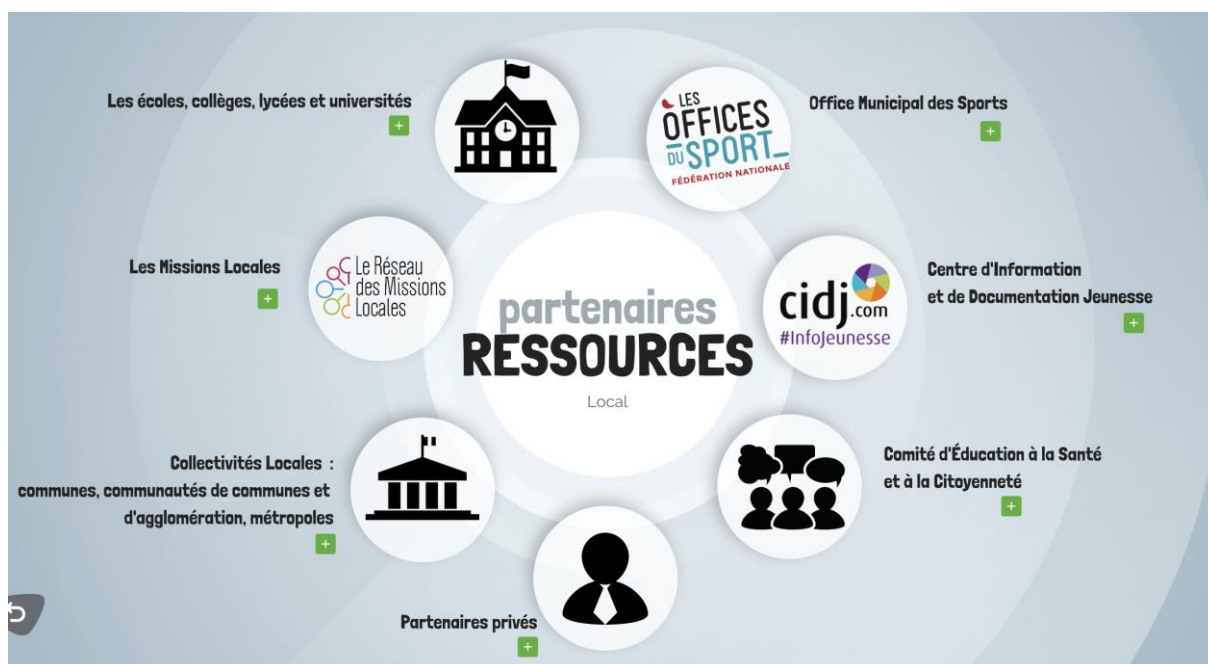 Les écoles, collèges, lycées et universités
+
LES
OFFICES
DU SPORT_
FÉDÉRATION NATIONALE
Office Municipal des Sports
+
Les Missions Locales
+
Le Réseau
des Missions
Locales
partenaires
RESSOURCES
Local
cidj.com
#InfoJeunesse
Centre d'Information
et de Documentation Jeunesse
+
Collectivités Locales :
communes, communautés de communes et
d'agglomération, métropoles
+
Comité d'Éducation à la Santé
et à la Citoyenneté
+
Partenaires privés
+